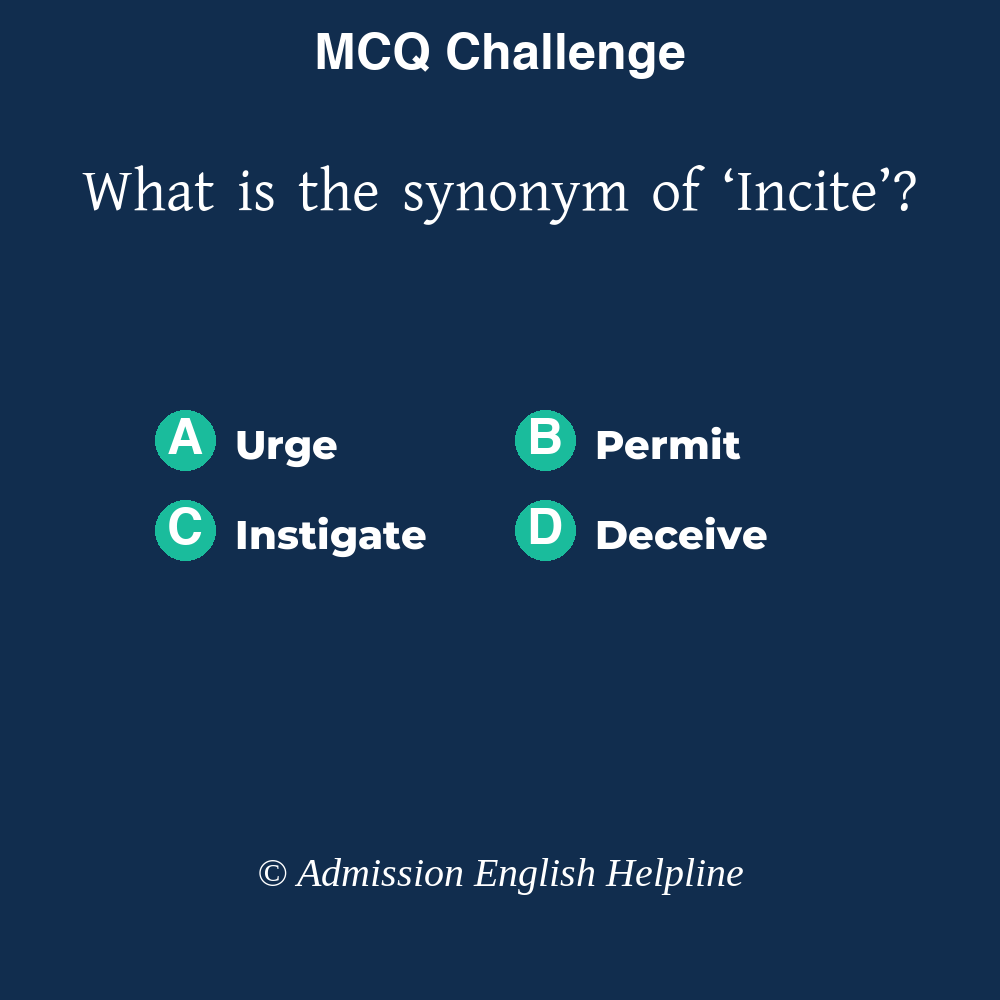 MCQ Challenge
What is the synonym of ‘Incite’?
A Urge B Permit
C Instigate D Deceive
© Admission English Helpline